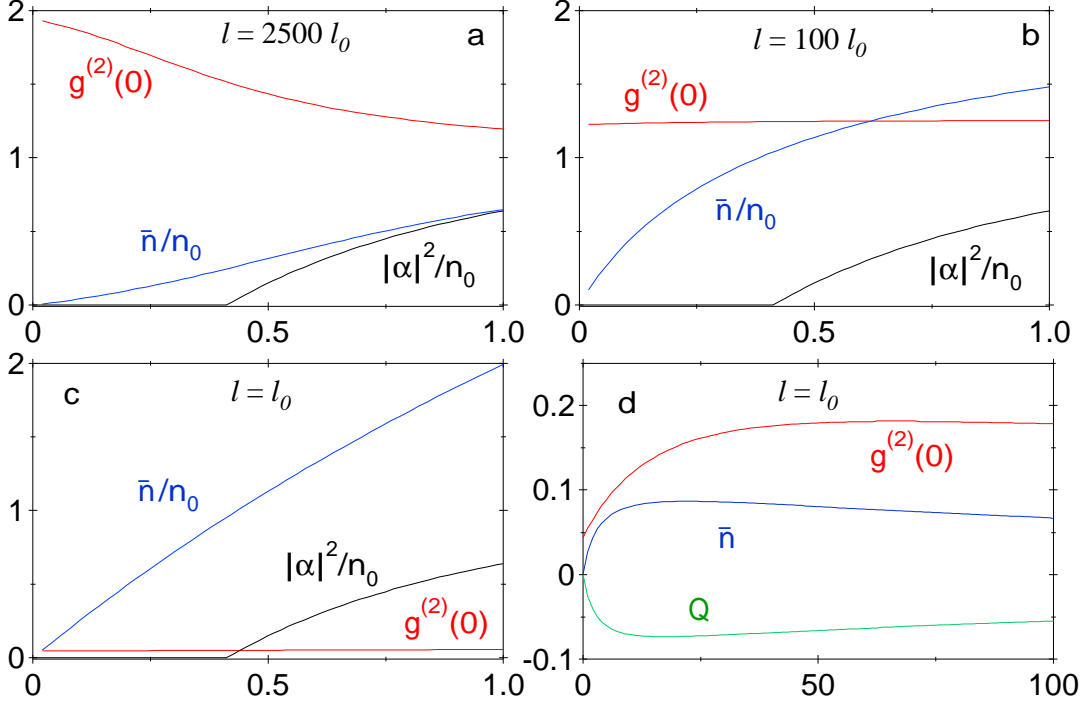 2
l = 2500 l₀
a
g⁽²⁾(0)
1
n̄/n₀
|α|²/n₀
0
0
0.5
1.0
2
l = 100 l₀
b
g⁽²⁾(0)
1
n̄/n₀
|α|²/n₀
0
0
0.5
1.0
2
c
l = l₀
n̄/n₀
1
|α|²/n₀
g⁽²⁾(0)
0
0
0.5
1.0
d
l = l₀
0.2
g⁽²⁾(0)
0.1
n̄
0
Q
-0.1
0
50
100